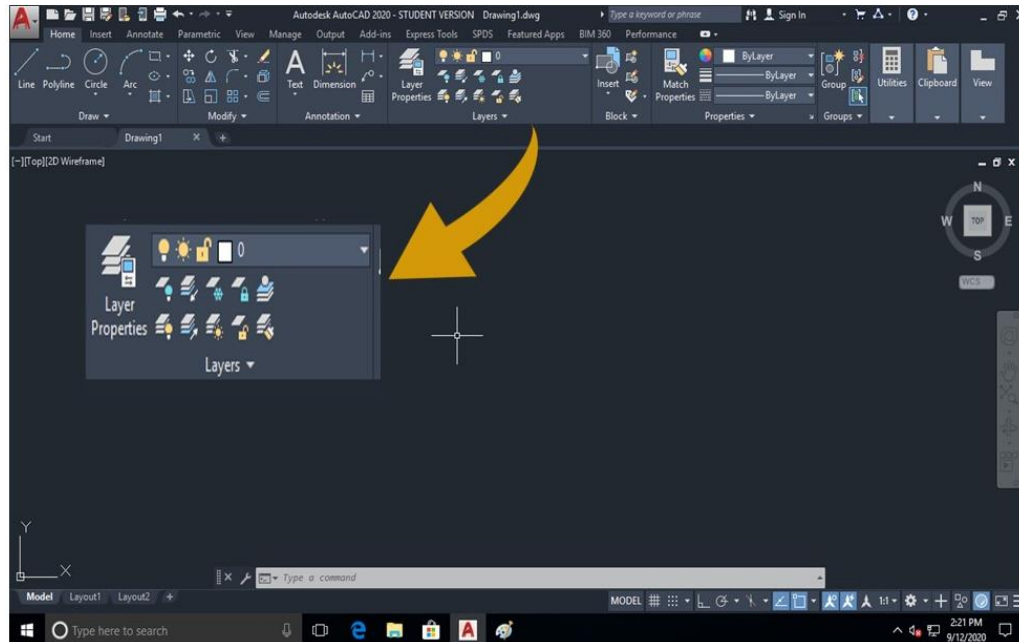 A Autodesk AutoCAD 2020 - STUDENT VERSION Drawing1.dwg Type a keyword or phrase Sign In
Home Insert Annotate Parametric View Manage Output Add-ins Express Tools SPDS Featured Apps BIM 360 Performance
Line Polyline Circle Arc
A Text Dimension
Layer Properties
0
Insert
Match Properties
ByLayer
ByLayer
ByLayer
Group Utilities Clipboard View
Draw Modify Annotation Layers Block Properties Groups
Start Drawing1 X +
[−][Top][2D Wireframe]
N
W TOP E
S
WCS
0
Layer
Properties
Layers
Y
X
Type a command
Model Layout1 Layout2 +
MODEL 1:1
Type here to search
A
2:21 PM
9/12/2020